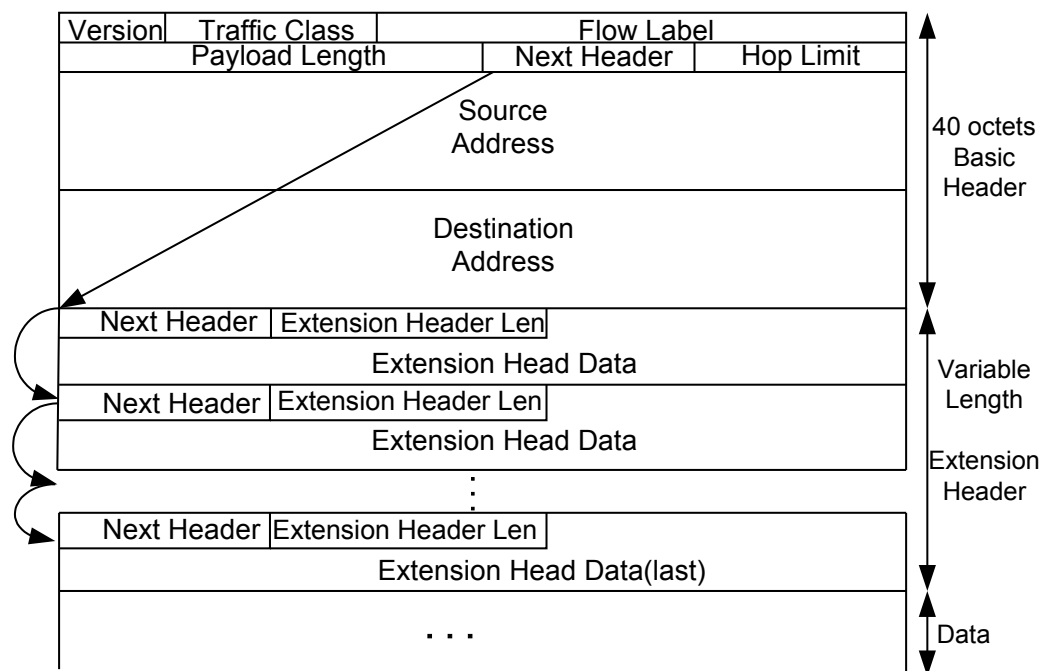 Version Traffic Class Flow Label
Payload Length Next Header Hop Limit
Source
Address
40 octets
Basic
Header
Destination
Address
Next Header Extension Header Len
Extension Head Data
Next Header Extension Header Len
Extension Head Data
Variable
Length
Extension
Header
Next Header Extension Header Len
Extension Head Data(last)
. . .
Data